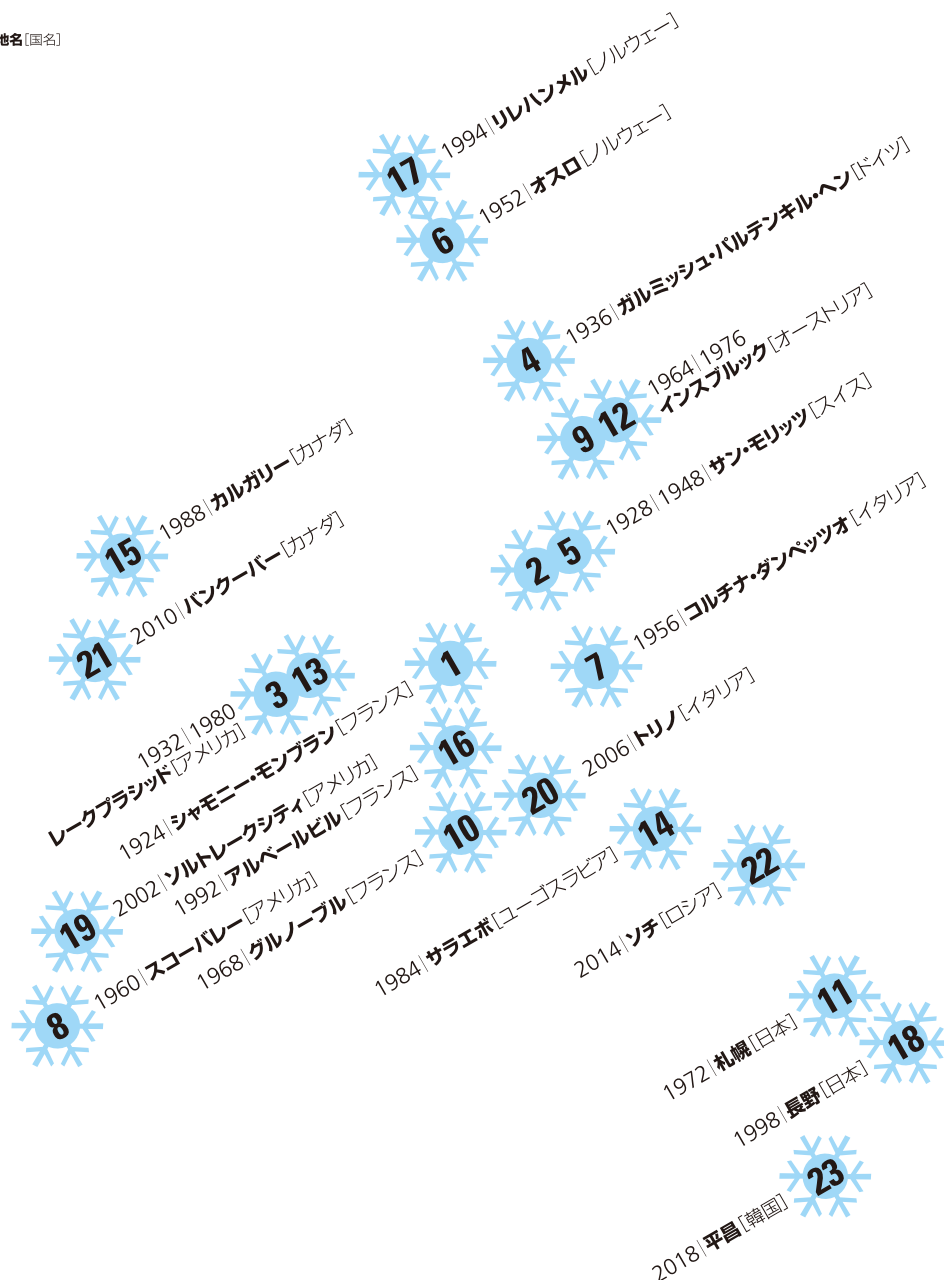 地名[国名]
1994|リレハンメル[ノルウェー]
17
1952|オスロ[ノルウェー]
6
1936|ガルミッシュ・パルテンキル・ヘン[ドイツ]
4
1964|1976
インスブルック[オーストリア]
9 12
1928|1948|サン・モリッツ[スイス]
2 5
1988|カルガリー[カナダ]
15
2010|バンクーバー[カナダ]
21
1956|コルチナ・ダンペッツオ[イタリア]
7
3 13
1932|1980
レークプラシッド[アメリカ]
1
1924|シャモニー・モンブラン[フランス]
16
1992|アルベールビル[フランス]
2006|トリノ[イタリア]
20
10
1968|グルノーブル[フランス]
2002|ソルトレークシティ[アメリカ]
19
1960|スコーバレー[アメリカ]
8
14
1984|サラエボ[ユーゴスラビア]
22
2014|ソチ[ロシア]
11
1972|札幌[日本]
18
1998|長野[日本]
23
2018|平昌[韓国]